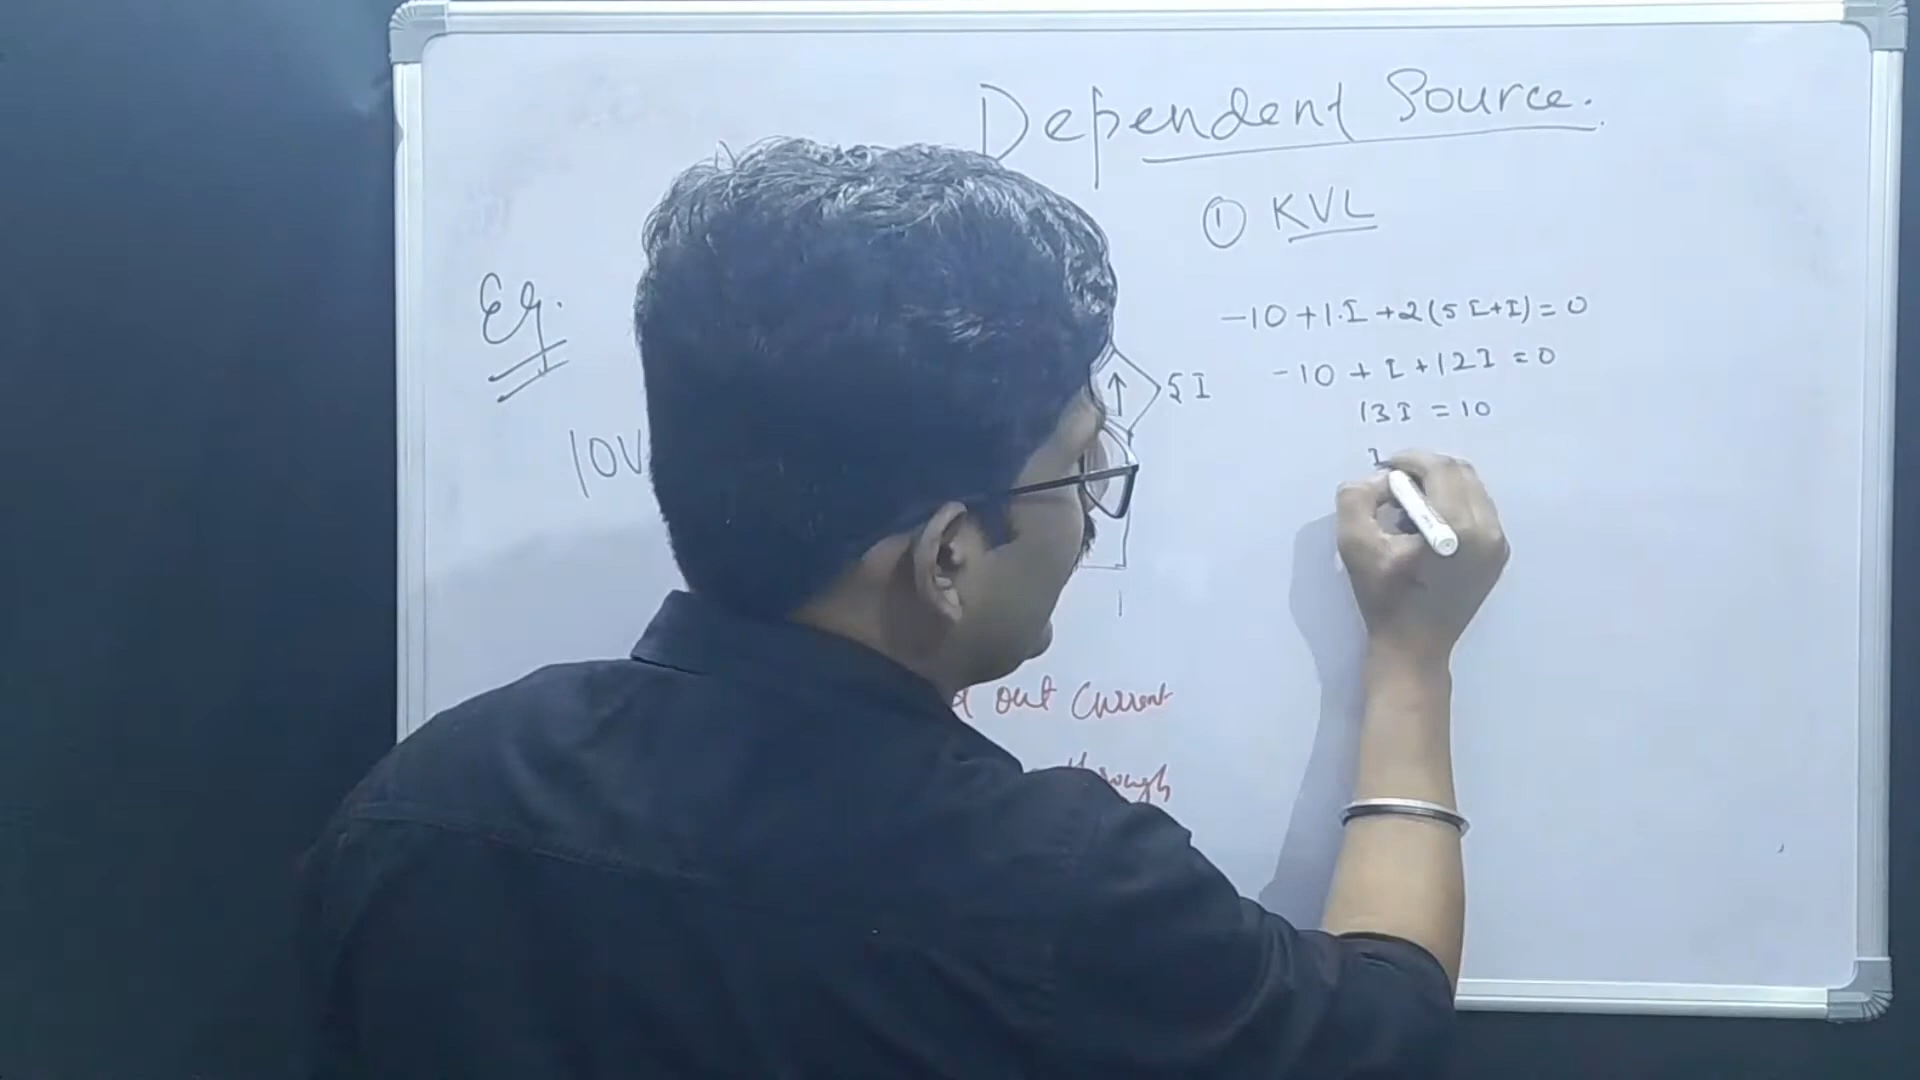 Dependent Source.
① KVL
Eg.
-10+1.I+2(5I+I)=0
-10+I+12I=0
5I
13I=10
10V
I
out Current
through